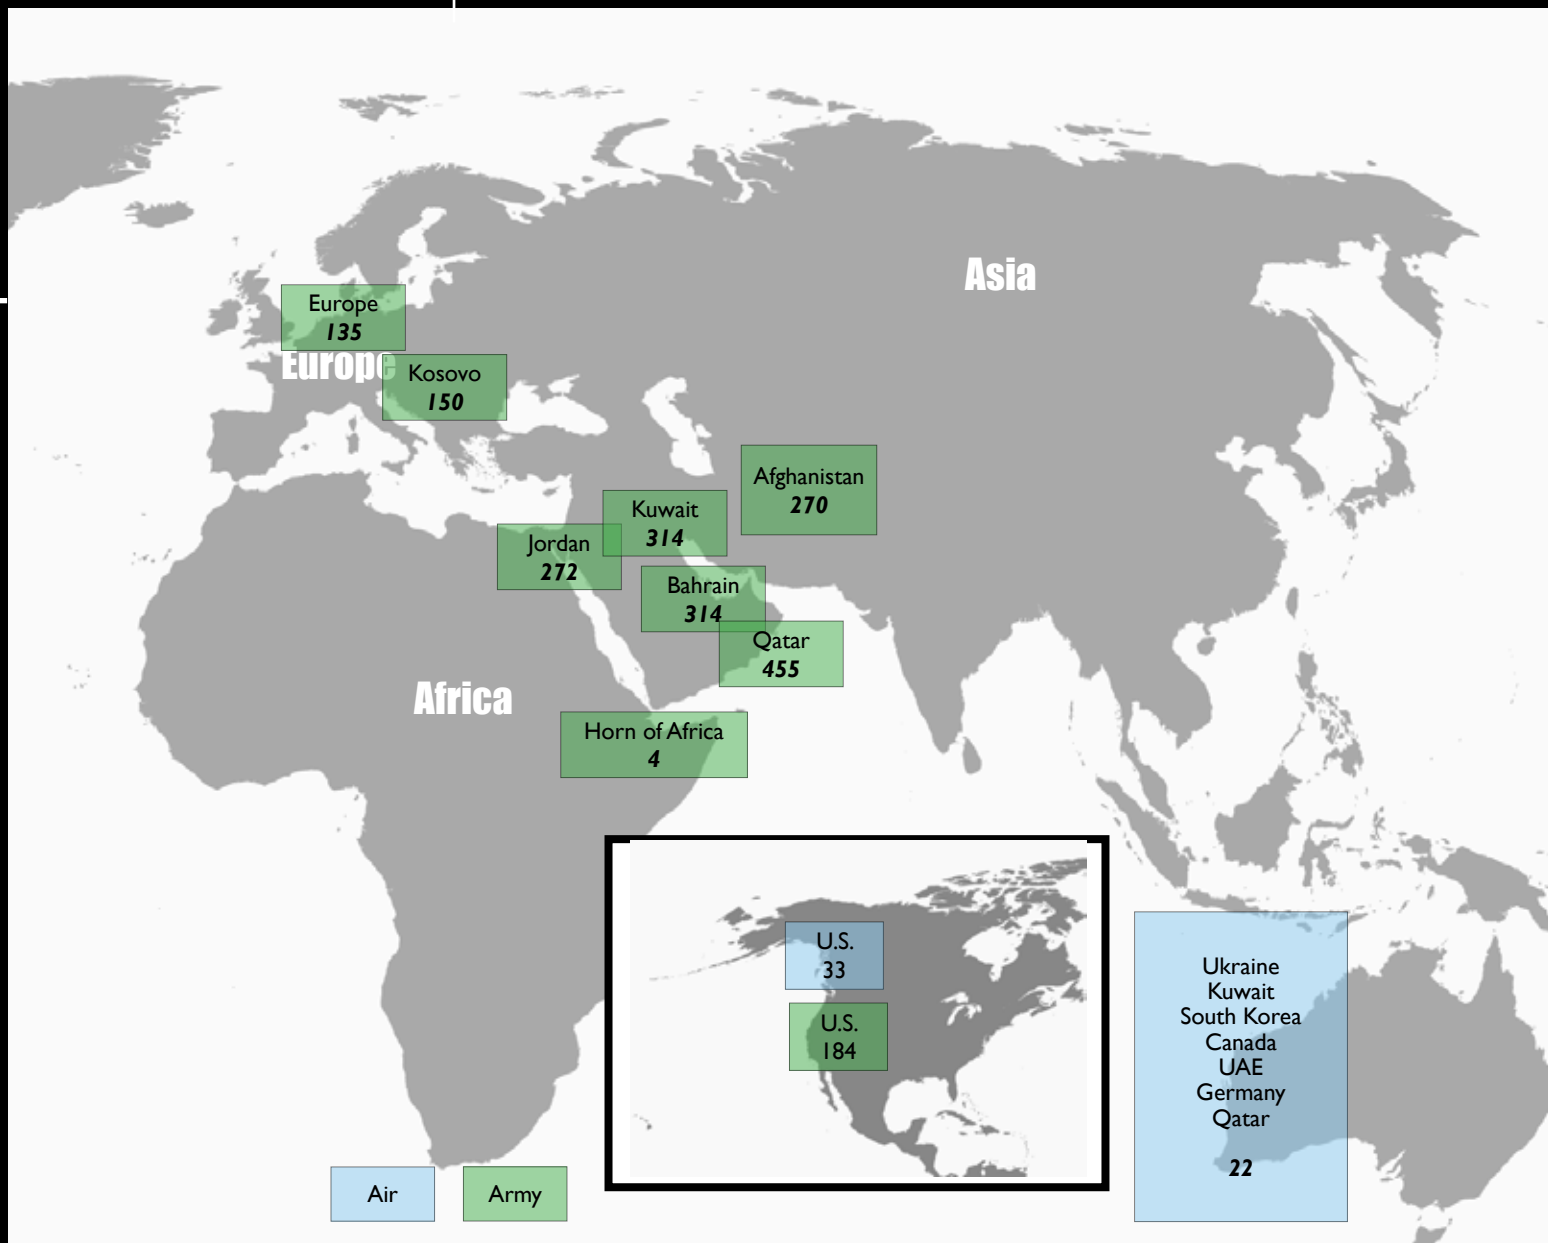 Asia
Europe
135
Europe
Kosovo
150
Afghanistan
270
Kuwait
314
Jordan
272
Bahrain
314
Qatar
455
Africa
Horn of Africa
4
U.S.
33
U.S.
184
Ukraine
Kuwait
South Korea
Canada
UAE
Germany
Qatar
22
Air
Army